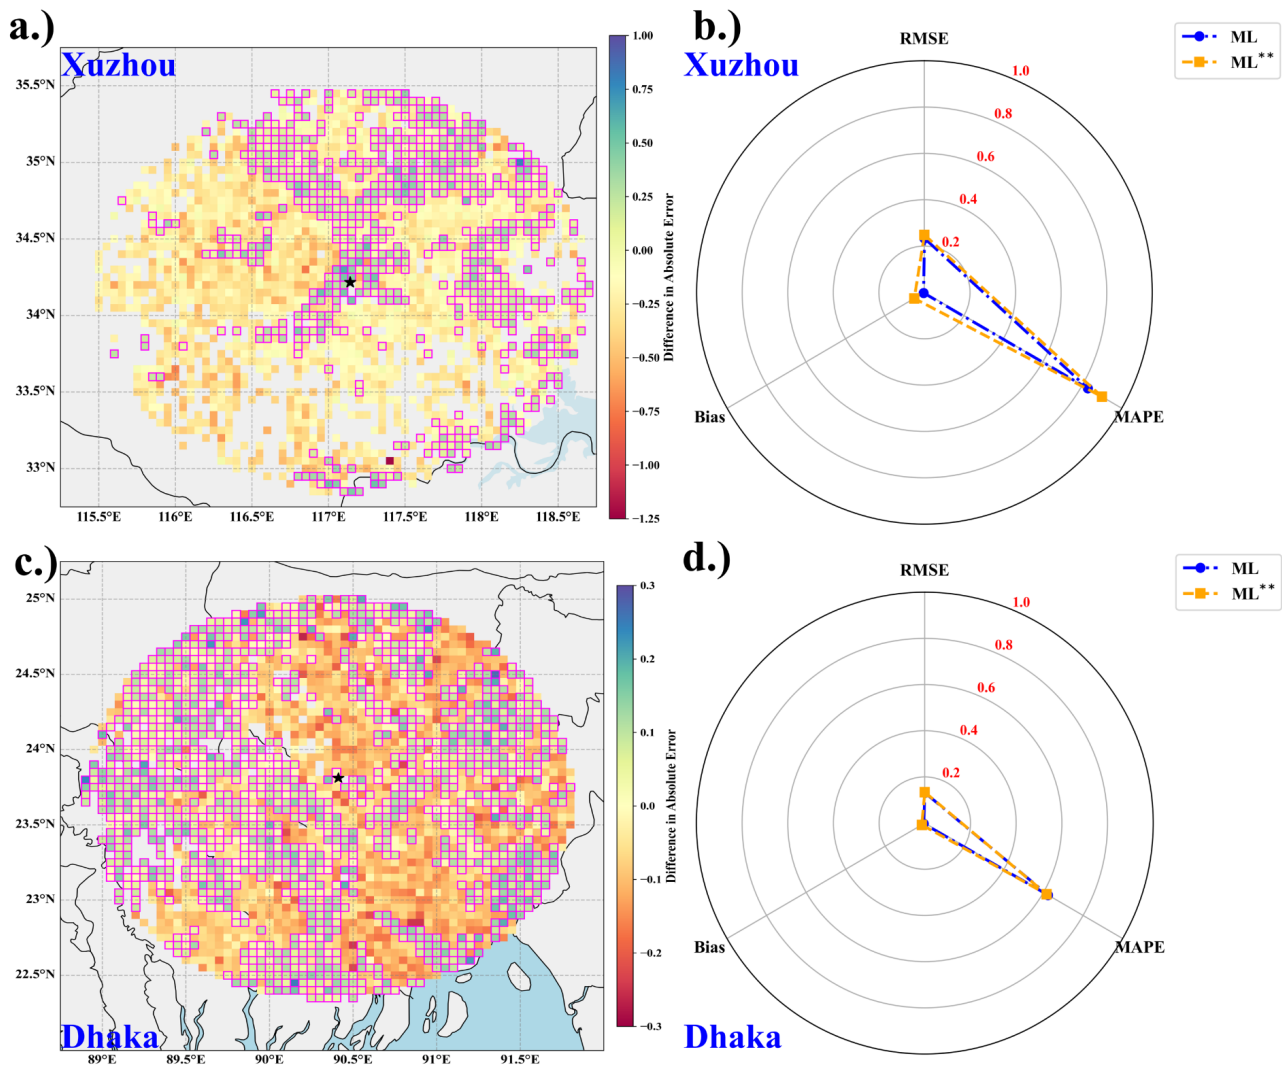 a.)
Xuzhou
35.5°N
35°N
34.5°N
34°N
33.5°N
33°N
115.5°E 116°E 116.5°E 117°E 117.5°E 118°E 118.5°E
1.00
0.75
0.50
0.25
0.00
−0.25
−0.50
−0.75
−1.00
−1.25
Difference in Absolute Error
b.)
Xuzhou
RMSE
1.0
0.8
0.6
0.4
0.2
Bias
MAPE
ML
ML**
c.)
25°N
24.5°N
24°N
23.5°N
23°N
22.5°N
Dhaka
89°E 89.5°E 90°E 90.5°E 91°E 91.5°E
0.3
0.2
0.1
0.0
−0.1
−0.2
−0.3
Difference in Absolute Error
d.)
RMSE
1.0
0.8
0.6
0.4
0.2
Bias
MAPE
Dhaka
ML
ML**